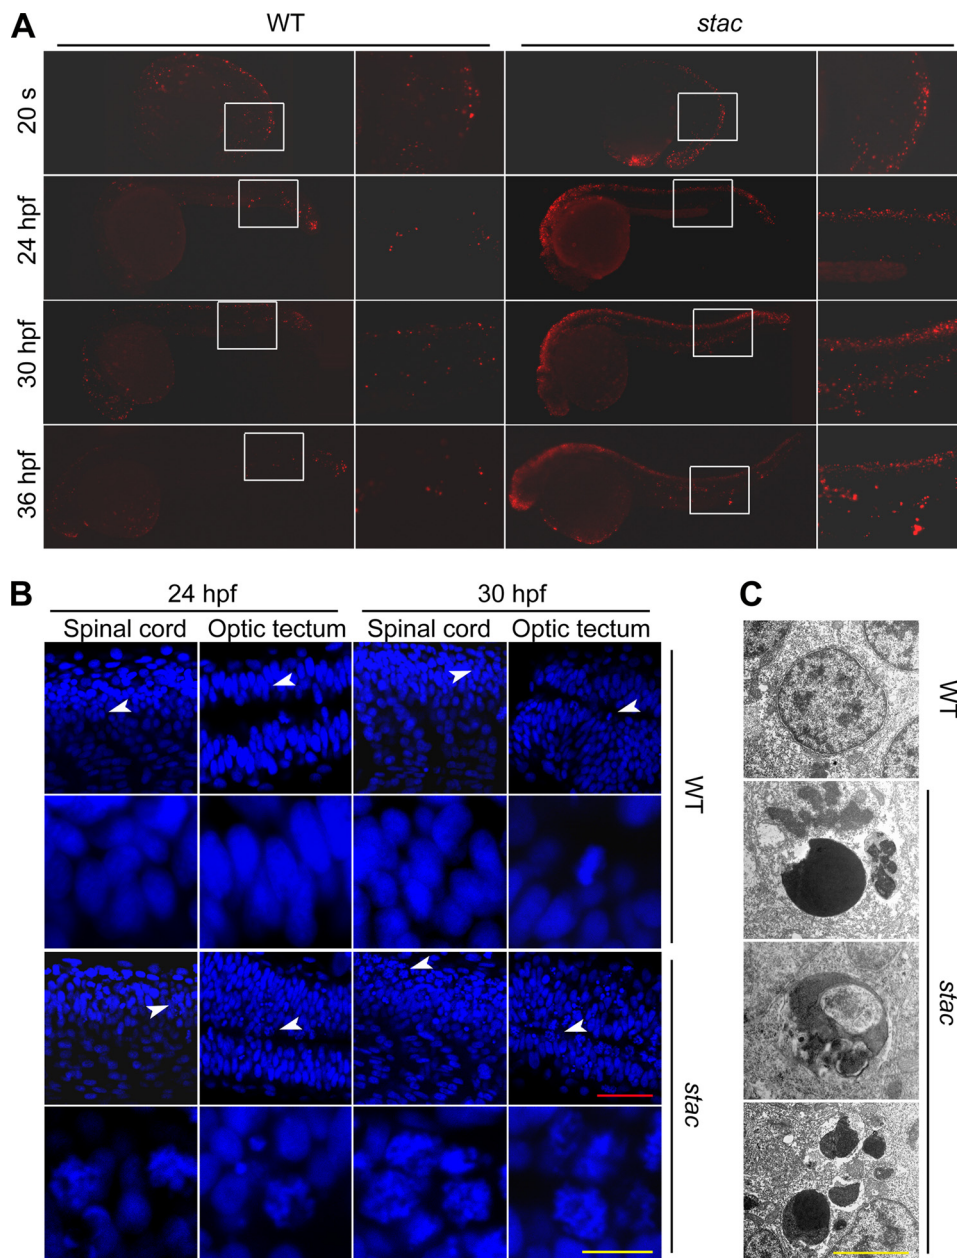 A
WT
stac
20 s
24 hpf
30 hpf
36 hpf
B
24 hpf
30 hpf
Spinal cord
Optic tectum
Spinal cord
Optic tectum
WT
stac
C
WT
stac